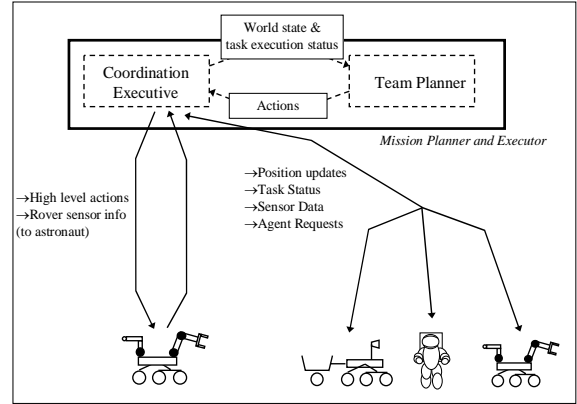 World state &
task execution status
Coordination
Executive
Team Planner
Actions
Mission Planner and Executor
→High level actions
→Rover sensor info
(to astronaut)
→Position updates
→Task Status
→Sensor Data
→Agent Requests